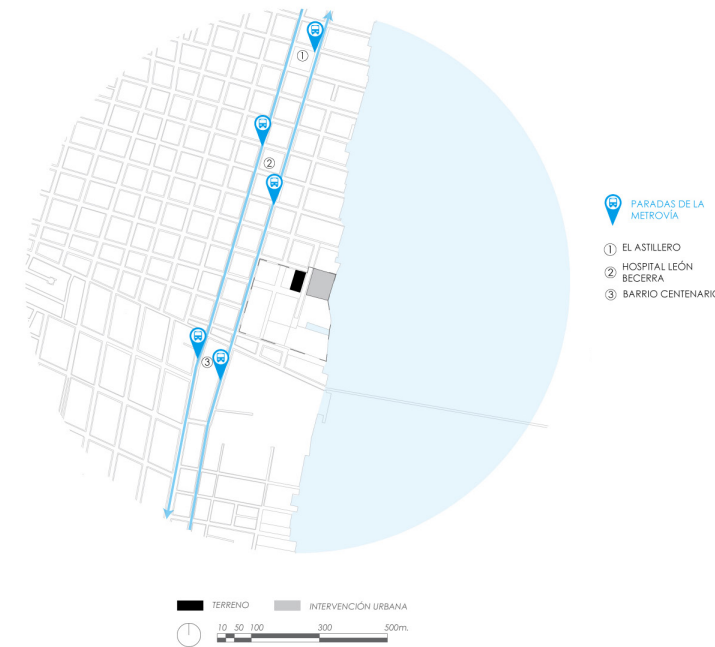 ①
②
③
PARADAS DE LA
METROVÍA
① EL ASTILLERO
② HOSPITAL LEÓN
BECERRA
③ BARRIO CENTENARIO
TERRENO
INTERVENCIÓN URBANA
10 50 100 300 500m.